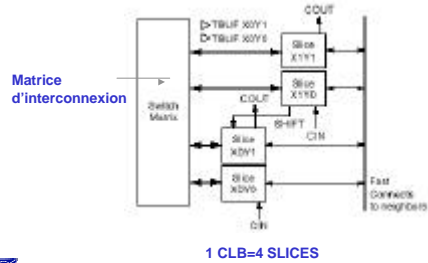 COUT
TBUF X0Y1
TBUF X0Y0
Slice
X1Y1
Matrice
d'interconnexion
Slice
X1Y0
Switch
Matrix
COUT
SHIFT
CIN
Slice
X0Y1
Slice
X0Y0
Fast
Connects
to neighbors
CIN
1 CLB=4 SLICES